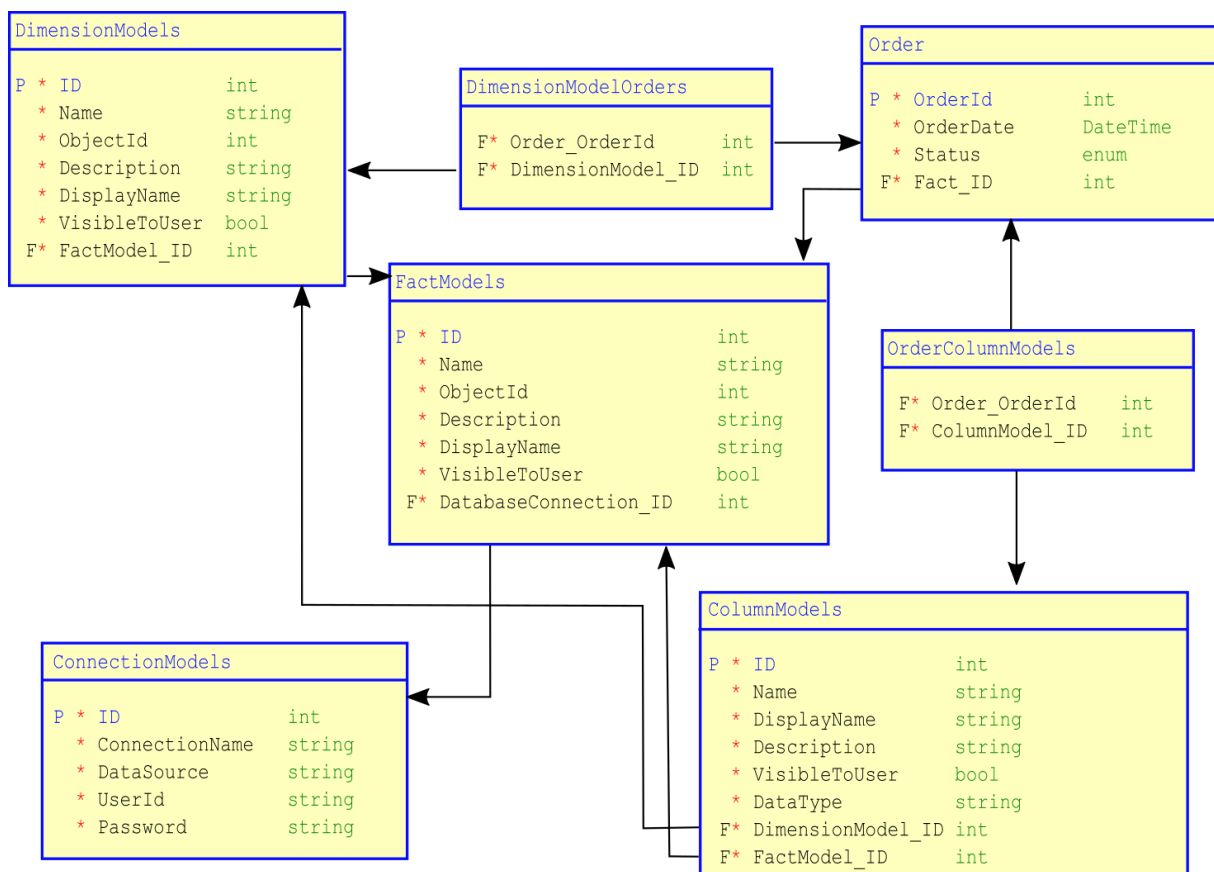 DimensionModels
P * ID int
* Name string
* ObjectId int
* Description string
* DisplayName string
* VisibleToUser bool
F* FactModel_ID int
DimensionModelOrders
F* Order_OrderId int
F* DimensionModel_ID int
Order
P * OrderId int
* OrderDate DateTime
* Status enum
F* Fact_ID int
FactModels
P * ID int
* Name string
* ObjectId int
* Description string
* DisplayName string
* VisibleToUser bool
F* DatabaseConnection_ID int
OrderColumnModels
F* Order_OrderId int
F* ColumnModel_ID int
ConnectionModels
P * ID int
* ConnectionName string
* DataSource string
* UserId string
* Password string
ColumnModels
P * ID int
* Name string
* DisplayName string
* Description string
* VisibleToUser bool
* DataType string
F* DimensionModel_ID int
F* FactModel_ID int